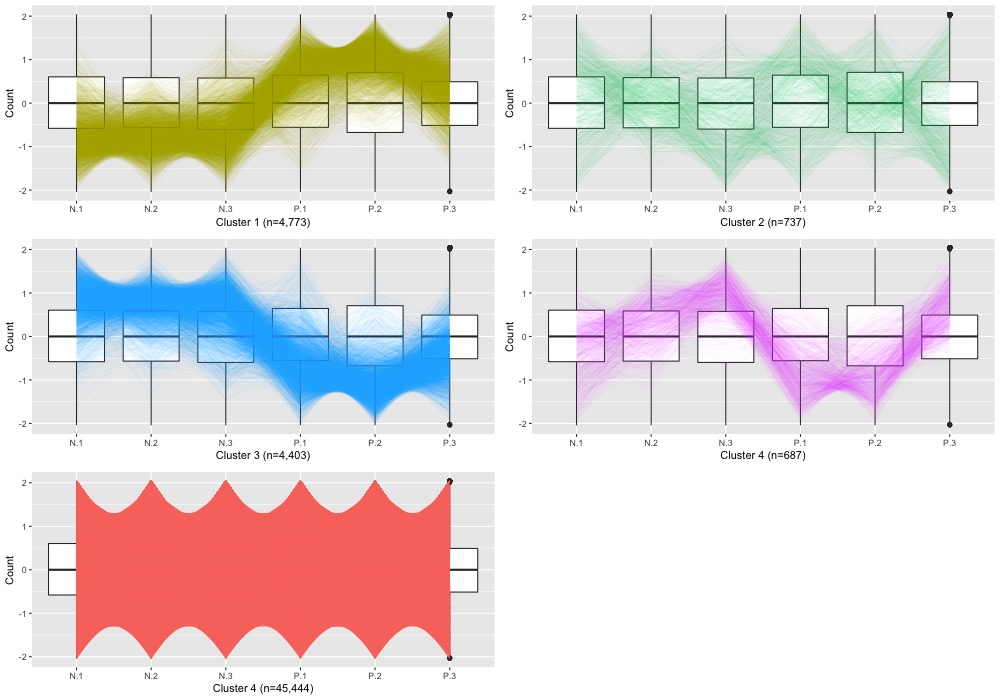 2
1
0
-1
-2
Count
N.1 N.2 N.3 P.1 P.2 P.3
Cluster 1 (n=4,773)
2
1
0
-1
-2
Count
N.1 N.2 N.3 P.1 P.2 P.3
Cluster 2 (n=737)
2
1
0
-1
-2
Count
N.1 N.2 N.3 P.1 P.2 P.3
Cluster 3 (n=4,403)
2
1
0
-1
-2
Count
N.1 N.2 N.3 P.1 P.2 P.3
Cluster 4 (n=687)
2
1
0
-1
-2
Count
N.1 N.2 N.3 P.1 P.2 P.3
Cluster 4 (n=45,444)